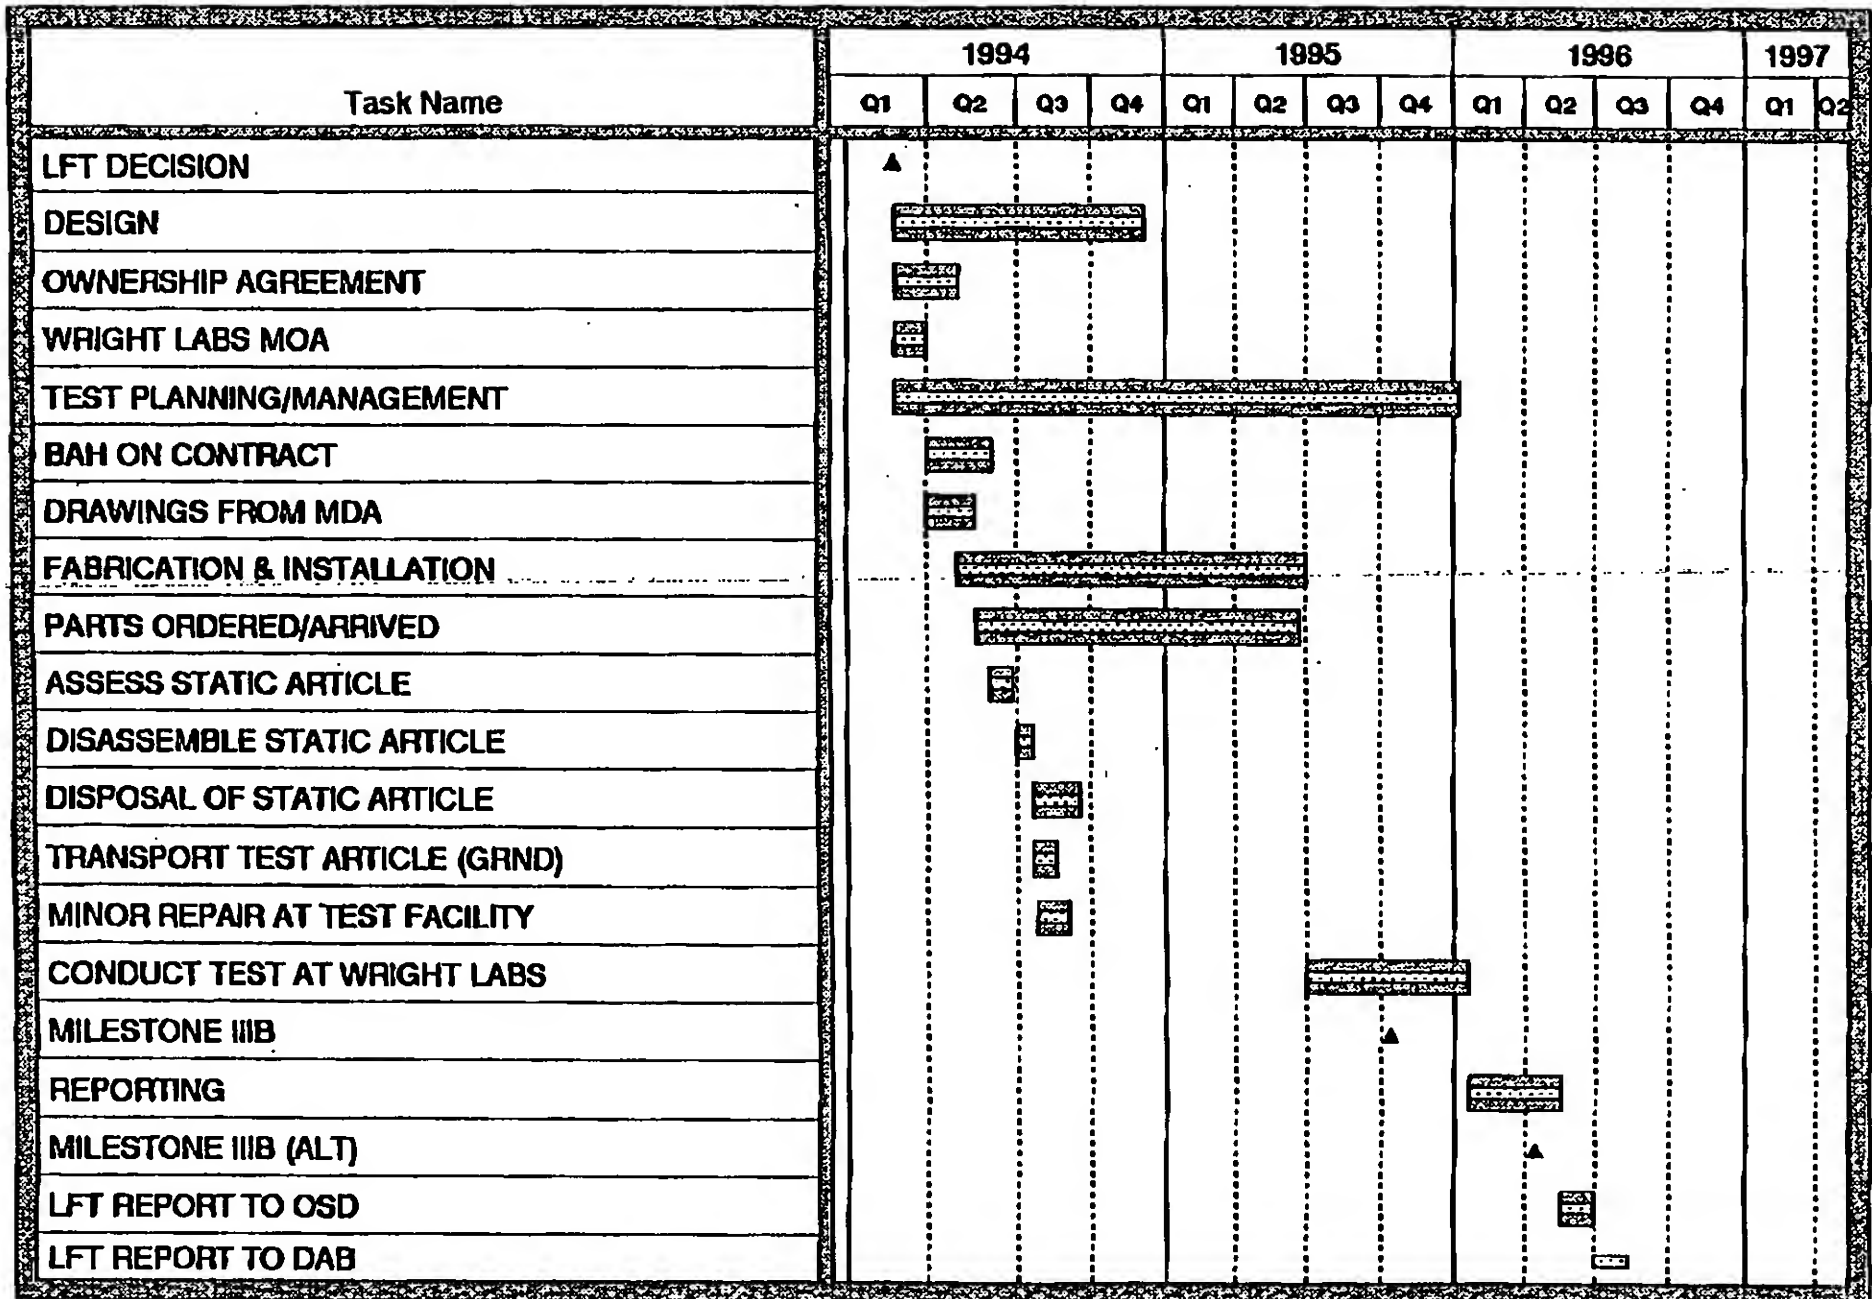 1994 1995 1996 1997
Task Name Q1 Q2 Q3 Q4 Q1 Q2 Q3 Q4 Q1 Q2 Q3 Q4 Q1 Q2
LFT DECISION
DESIGN
OWNERSHIP AGREEMENT
WRIGHT LABS MOA
TEST PLANNING/MANAGEMENT
BAH ON CONTRACT
DRAWINGS FROM MDA
FABRICATION & INSTALLATION
PARTS ORDERED/ARRIVED
ASSESS STATIC ARTICLE
DISASSEMBLE STATIC ARTICLE
DISPOSAL OF STATIC ARTICLE
TRANSPORT TEST ARTICLE (GRND)
MINOR REPAIR AT TEST FACILITY
CONDUCT TEST AT WRIGHT LABS
MILESTONE IIIB
REPORTING
MILESTONE IIIB (ALT)
LFT REPORT TO OSD
LFT REPORT TO DAB